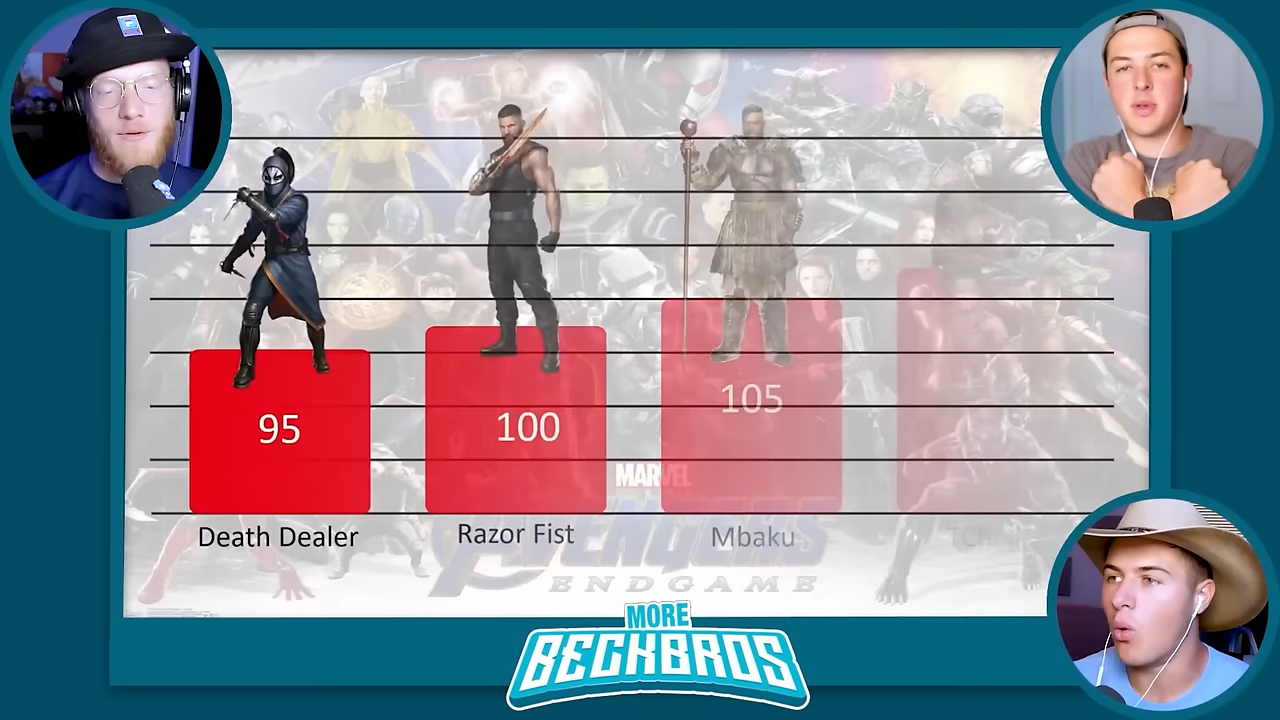 95
100
105
MARVEL
Death Dealer
Razor Fist
Mbaku
AVENGERS
ENDGAME
MORE
BECKBROS